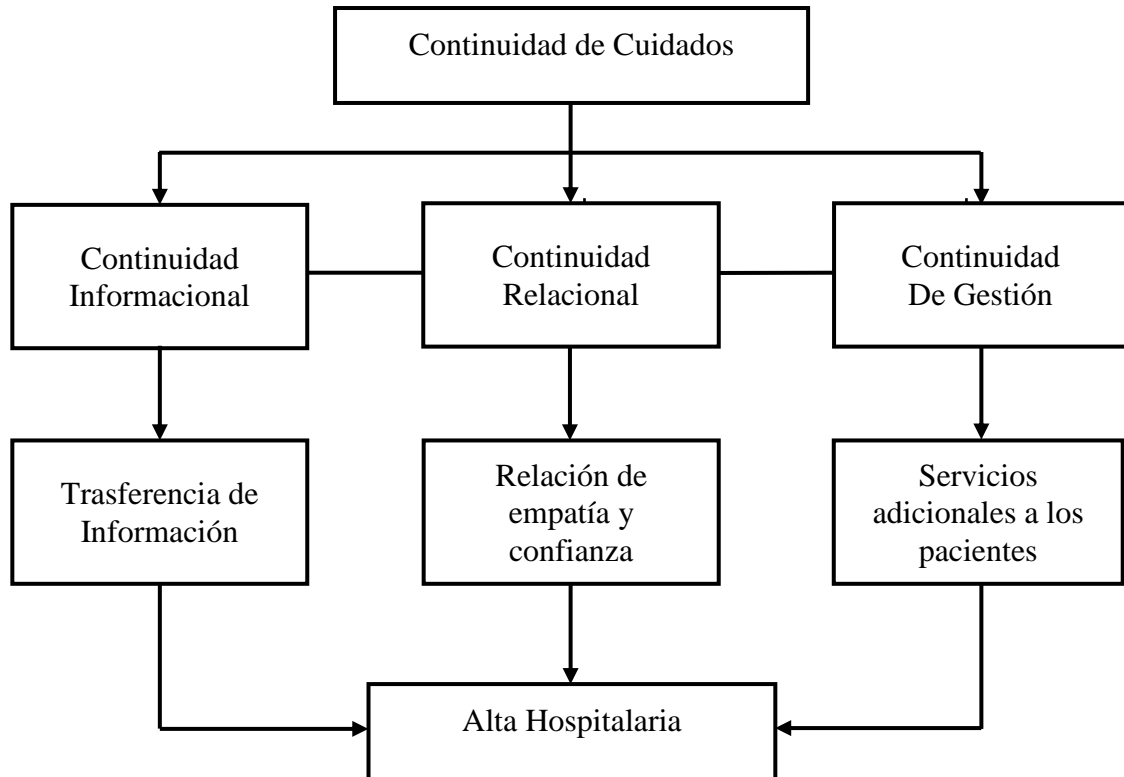 Continuidad de Cuidados
Continuidad
Informacional
Continuidad
Relacional
Continuidad
De Gestión
Trasferencia de
Información
Relación de
empatía y
confianza
Servicios
adicionales a los
pacientes
Alta Hospitalaria